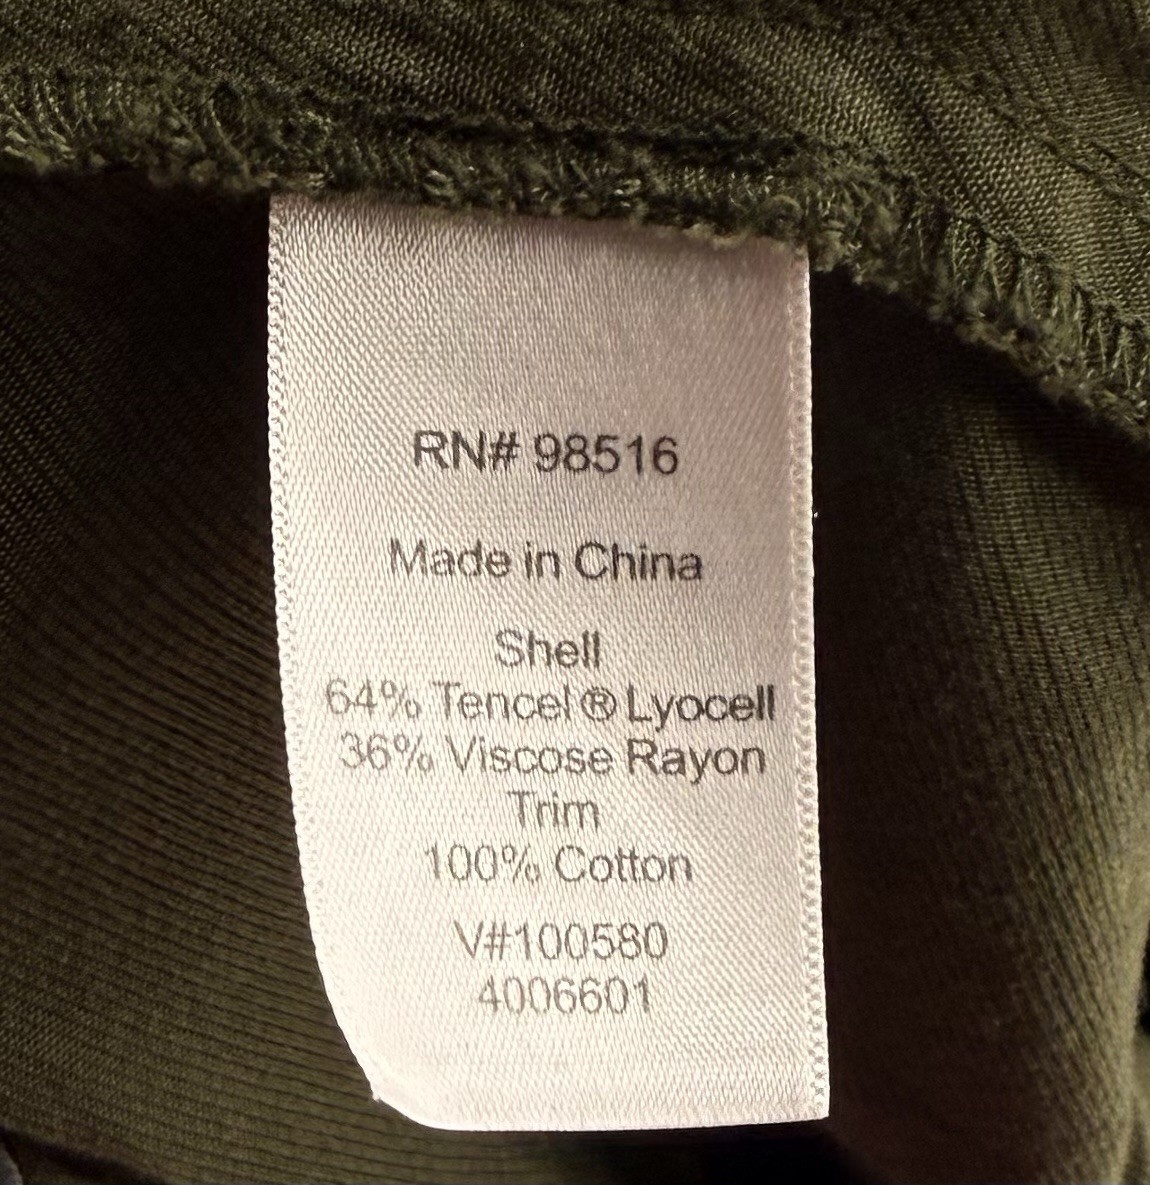 RN# 98516
Made in China
Shell
64% Tencel® Lyocell
36% Viscose Rayon
Trim
100% Cotton
V#100580
4006601